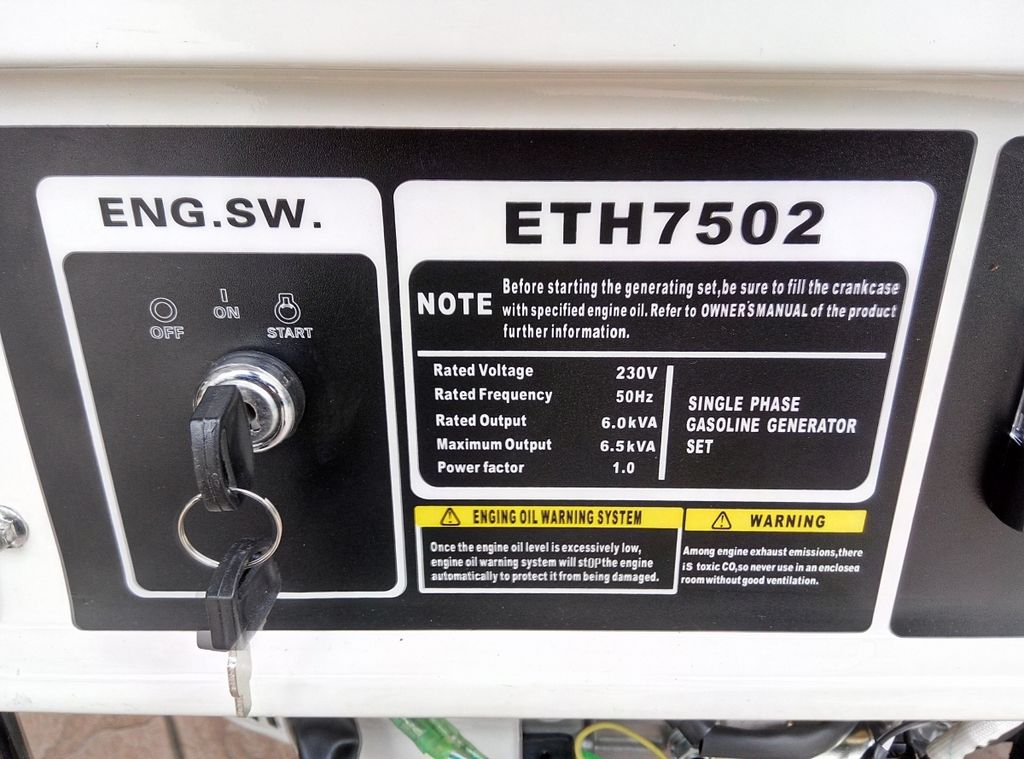 ENG.SW.
OFF
I
ON
START
ETH7502
NOTE
Before starting the generating set,be sure to fill the crankcase
with specified engine oil. Refer to OWNER'SMANUAL of the product
further information.
Rated Voltage 230V
Rated Frequency 50Hz
Rated Output 6.0kVA
Maximum Output 6.5kVA
Power factor 1.0
SINGLE PHASE
GASOLINE GENERATOR
SET
ENGING OIL WARNING SYSTEM
Once the engine oil level is excessively low,
engine oil warning system will stOPthe engine
automatically to protect it from being damaged.
WARNING
Among engine exhaust emissions,there
iS toxic CO,so never use in an enclosed
room without good ventilation.